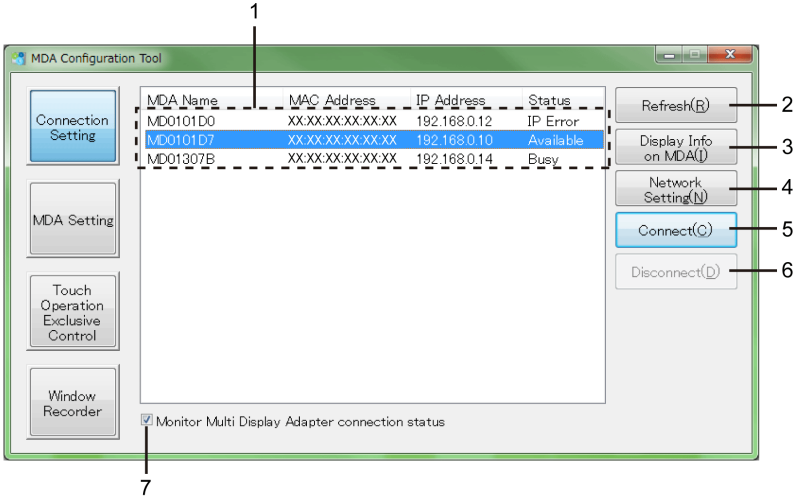 1
MDA Configuration Tool
Connection
Setting
MDA Setting
Touch
Operation
Exclusive
Control
Window
Recorder
MDA Name MAC Address IP Address Status
MD0101D0 XX:XX:XX:XX:XX:XX 192.168.0.12 IP Error
MD0101D7 XX:XX:XX:XX:XX:XX 192.168.0.10 Available
MD01307B XX:XX:XX:XX:XX:XX 192.168.0.14 Busy
Monitor Multi Display Adapter connection status
Refresh(R) 2
Display Info
on MDA(I) 3
Network
Setting(N) 4
Connect(C) 5
Disconnect(D) 6
7